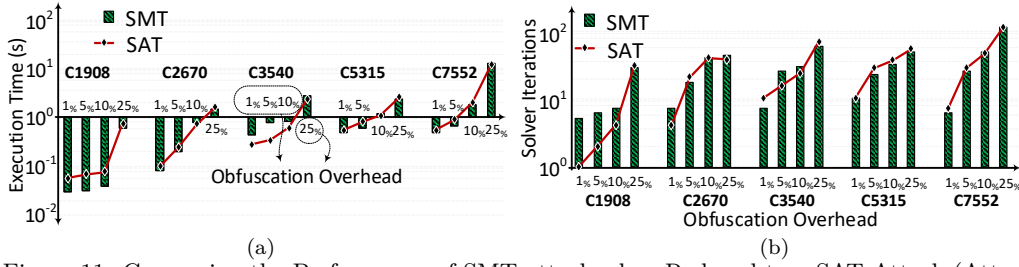 10² SMT
SAT
10¹
C1908 C2670 C3540 C5315 C7552
1% 5% 10% 25% 1% 5% 10% 1% 5% 10% 1% 5% 1% 5%
10⁰
25% 25% 10% 25% 10% 25%
10⁻¹
Obfuscation Overhead
10⁻²
Execution Time (s)
(a)
SMT
SAT
10²
10¹
10⁰
Solver Iterations
1% 5% 10% 25% 1% 5% 10% 25% 1% 5% 10% 25% 1% 5% 10% 25% 1% 5% 10% 25%
C1908 C2670 C3540 C5315 C7552
Obfuscation Overhead
(b)